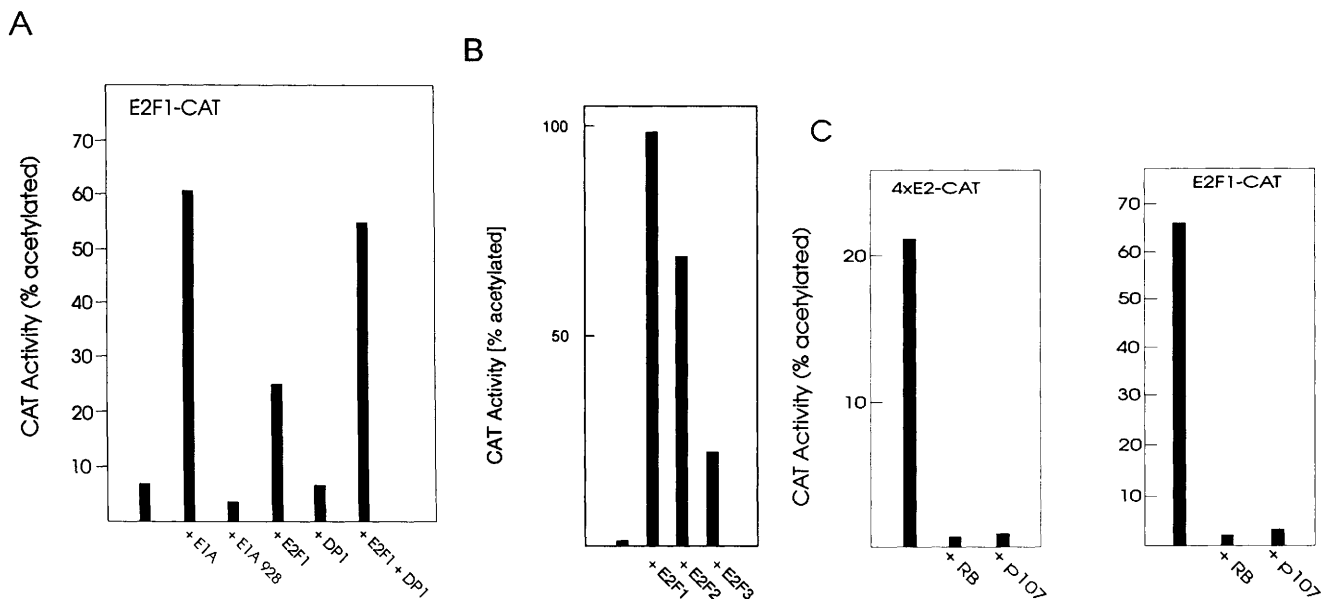 A
E2F1-CAT
CAT Activity (% acetylated)
70
60
50
40
30
20
10
+ E1A
+ E1A 928
+ E2F1
+ DP1
+ E2F1 + DP1
B
CAT Activity [% acetylated]
100
50
+ E2F1
+ E2F2
+ E2F3
C
4xE2-CAT
CAT Activity (% acetylated)
20
10
+ RB
+ p107
E2F1-CAT
70
60
50
40
30
20
10
+ RB
+ p107